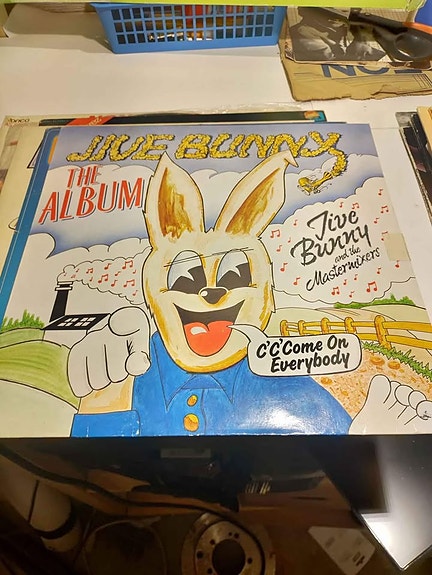 JIVE BUNNY
THE
ALBUM
Jive
Bunny
and the
Mastermixers
C'C'Come On
Everybody